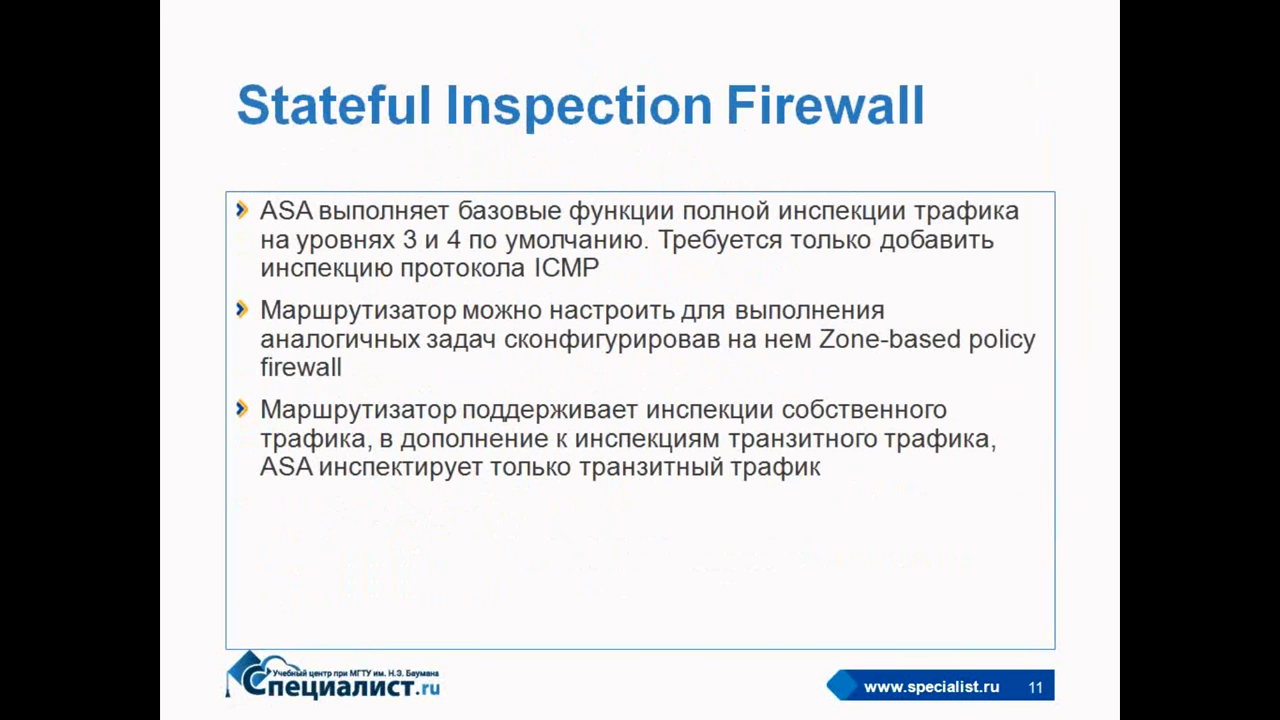 Stateful Inspection Firewall
ASA выполняет базовые функции полной инспекции трафика
на уровнях 3 и 4 по умолчанию. Требуется только добавить
инспекцию протокола ICMP
Маршрутизатор можно настроить для выполнения
аналогичных задач сконфигурировав на нем Zone-based policy
firewall
Маршрутизатор поддерживает инспекции собственного
трафика, в дополнение к инспекциям транзитного трафика,
ASA инспектирует только транзитный трафик
Учебный центр при МГТУ им. Н.Э. Баумана
Специалист.ru
www.specialist.ru 11